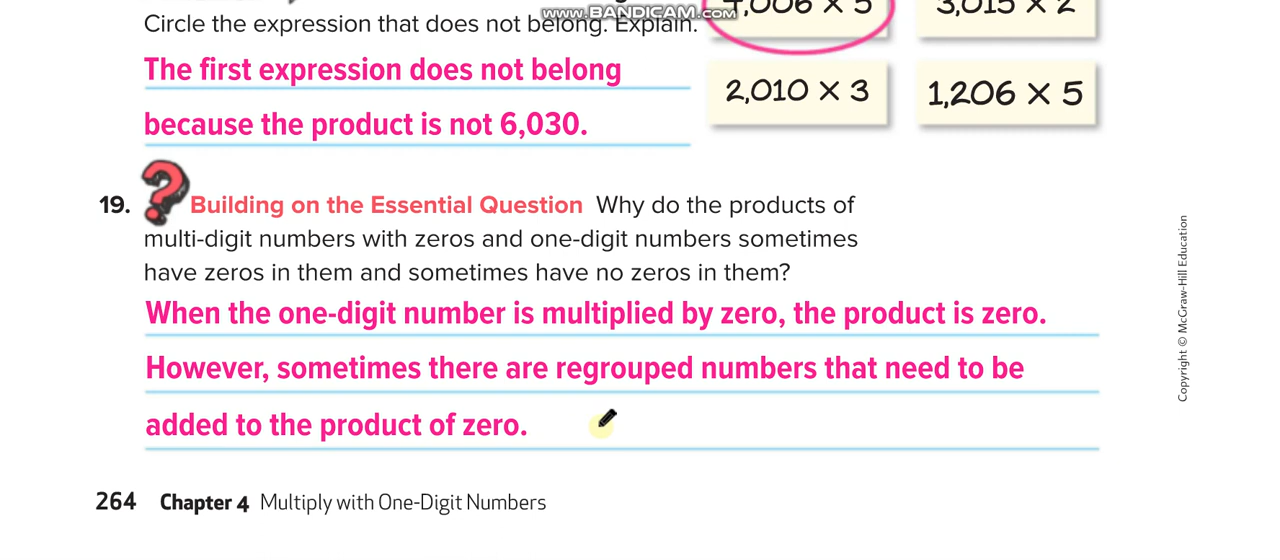 www.BANDICAM.com
,006 × 5
3,015 × 2
Circle the expression that does not belong. Explain.
The first expression does not belong
2,010 × 3
1,206 × 5
because the product is not 6,030.
19. ? Building on the Essential Question Why do the products of
multi-digit numbers with zeros and one-digit numbers sometimes
have zeros in them and sometimes have no zeros in them?
When the one-digit number is multiplied by zero, the product is zero.
However, sometimes there are regrouped numbers that need to be
added to the product of zero.
264 Chapter 4 Multiply with One-Digit Numbers
Copyright © McGraw-Hill Education